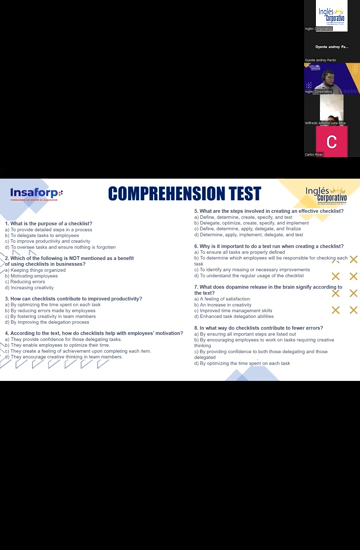 Inglés
Corporativo
Oyente andrey Pa...
Oyente andrey Pardo
C
Insaforp
COMPREHENSION TEST
Inglés
Corporativo
1. What is the purpose of a checklist?
a) To provide detailed steps in a process
b) To delegate tasks to employees
c) To improve productivity and creativity
d) To oversee tasks and ensure nothing is forgotten
2. Which of the following is NOT mentioned as a benefit
of using checklists in businesses?
a) Keeping things organized
b) Motivating employees
c) Reducing errors
d) Increasing creativity
3. How can checklists contribute to improved productivity?
a) By optimizing the time spent on each task
b) By reducing errors made by employees
c) By fostering creativity in team members
d) By improving the delegation process
4. According to the text, how do checklists help with employees' motivation?
a) They provide confidence for those delegating tasks.
b) They enable employees to optimize their time.
c) They create a feeling of achievement upon completing each item.
d) They encourage creative thinking in team members.
5. What are the steps involved in creating an effective checklist?
a) Define, determine, create, specify, and test
b) Delegate, optimize, create, specify, and implement
c) Define, determine, apply, delegate, and finalize
d) Determine, apply, implement, delegate, and test
6. Why is it important to do a test run when creating a checklist?
a) To ensure all tasks are properly defined
b) To determine which employees will be responsible for checking each
task
c) To identify any missing or necessary improvements
d) To understand the regular usage of the checklist
7. What does dopamine release in the brain signify according to
the text?
a) A feeling of satisfaction
b) An increase in creativity
c) Improved time management skills
d) Enhanced task delegation abilities
8. In what way do checklists contribute to fewer errors?
a) By ensuring all important steps are listed out
b) By encouraging employees to work on tasks requiring creative
thinking
c) By providing confidence to both those delegating and those
delegated
d) By optimizing the time spent on each task